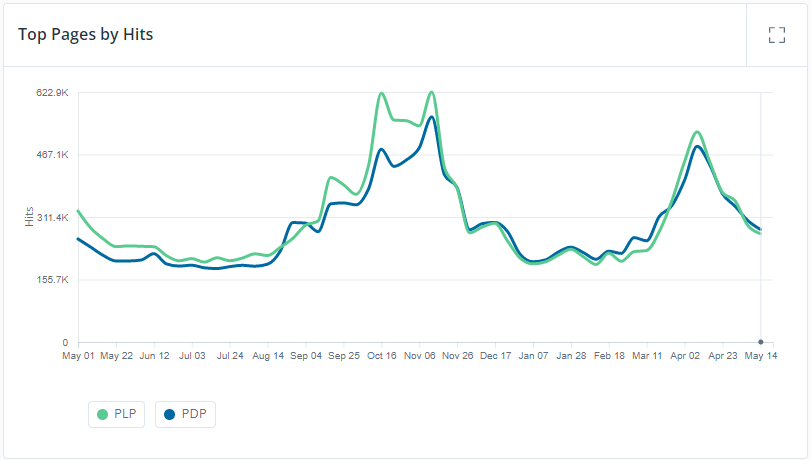 Top Pages by Hits
622.9K
467.1K
311.4K
155.7K
0
Hits
May 01 May 22 Jun 12 Jul 03 Jul 24 Aug 14 Sep 04 Sep 25 Oct 16 Nov 06 Nov 26 Dec 17 Jan 07 Jan 28 Feb 18 Mar 11 Apr 02 Apr 23 May 14
PLP PDP